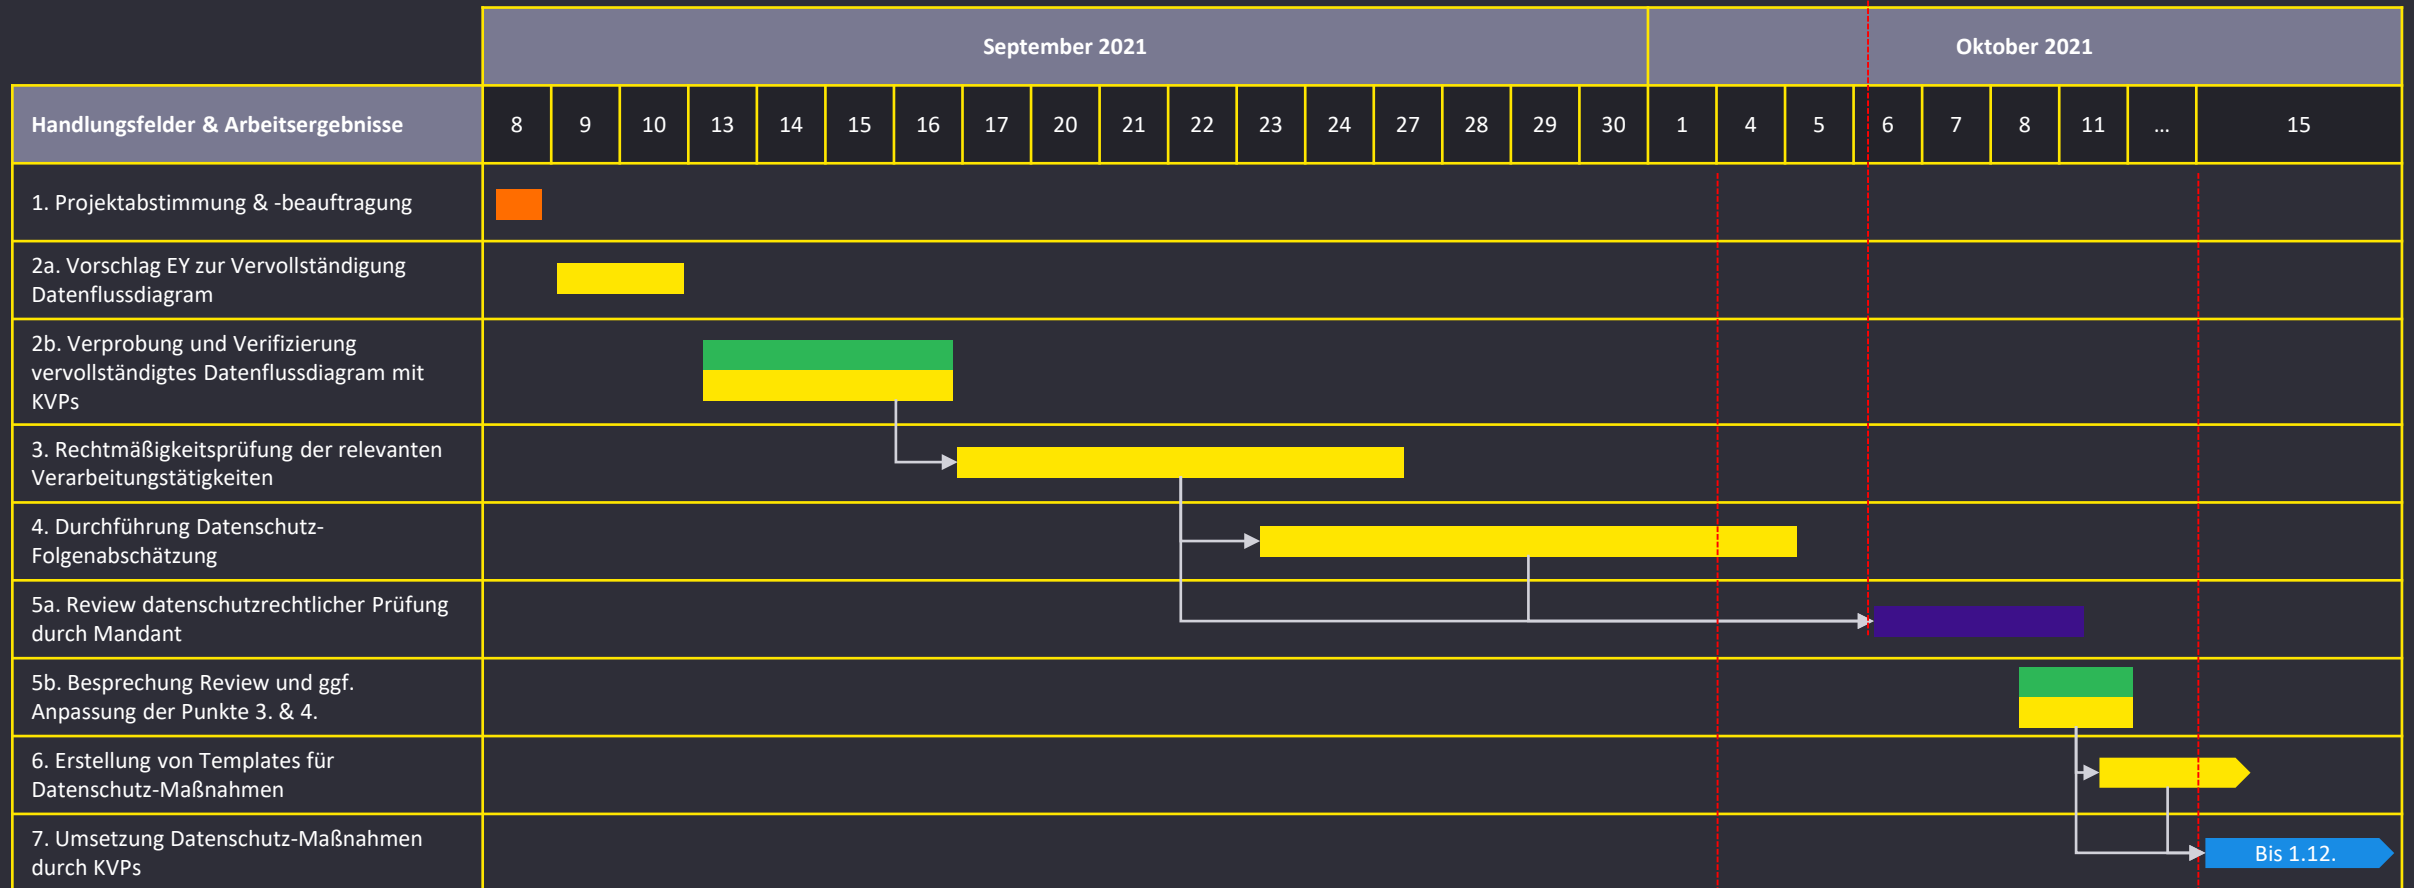 September 2021
Oktober 2021
Handlungsfelder & Arbeitsergebnisse
8 9 10 13 14 15 16 17 20 21 22 23 24 27 28 29 30 1 4 5 6 7 8 11 ... 15
1. Projektabstimmung & -beauftragung
2a. Vorschlag EY zur Vervollständigung
Datenflussdiagram
2b. Verprobung und Verifizierung
vervollständigtes Datenflussdiagram mit
KVPs
3. Rechtmäßigkeitsprüfung der relevanten
Verarbeitungstätigkeiten
4. Durchführung Datenschutz-
Folgenabschätzung
5a. Review datenschutzrechtlicher Prüfung
durch Mandant
5b. Besprechung Review und ggf.
Anpassung der Punkte 3. & 4.
6. Erstellung von Templates für
Datenschutz-Maßnahmen
7. Umsetzung Datenschutz-Maßnahmen
durch KVPs
Bis 1.12.